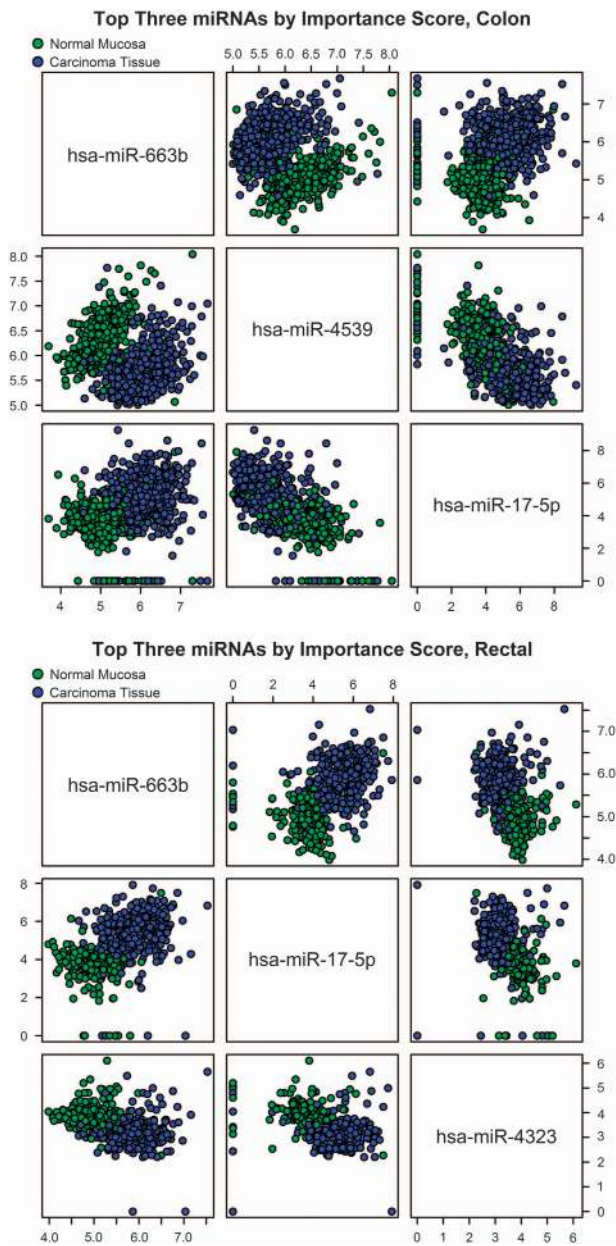 Top Three miRNAs by Importance Score, Colon
Normal Mucosa
Carcinoma Tissue
5.0 6.0 7.0 8.0
hsa-miR-663b
7
6
5
4
8.0
7.5
7.0
6.5
6.0
5.5
5.0
hsa-miR-4539
hsa-miR-17-5p
8
6
4
2
0
4 5 6 7
0 2 4 6 8
Top Three miRNAs by Importance Score, Rectal
Normal Mucosa
Carcinoma Tissue
0 2 4 6 8
hsa-miR-663b
7.0
6.0
5.0
4.0
8
6
4
2
0
hsa-miR-17-5p
hsa-miR-4323
6
5
4
3
2
1
0
4.0 5.0 6.0 7.0
0 1 2 3 4 5 6